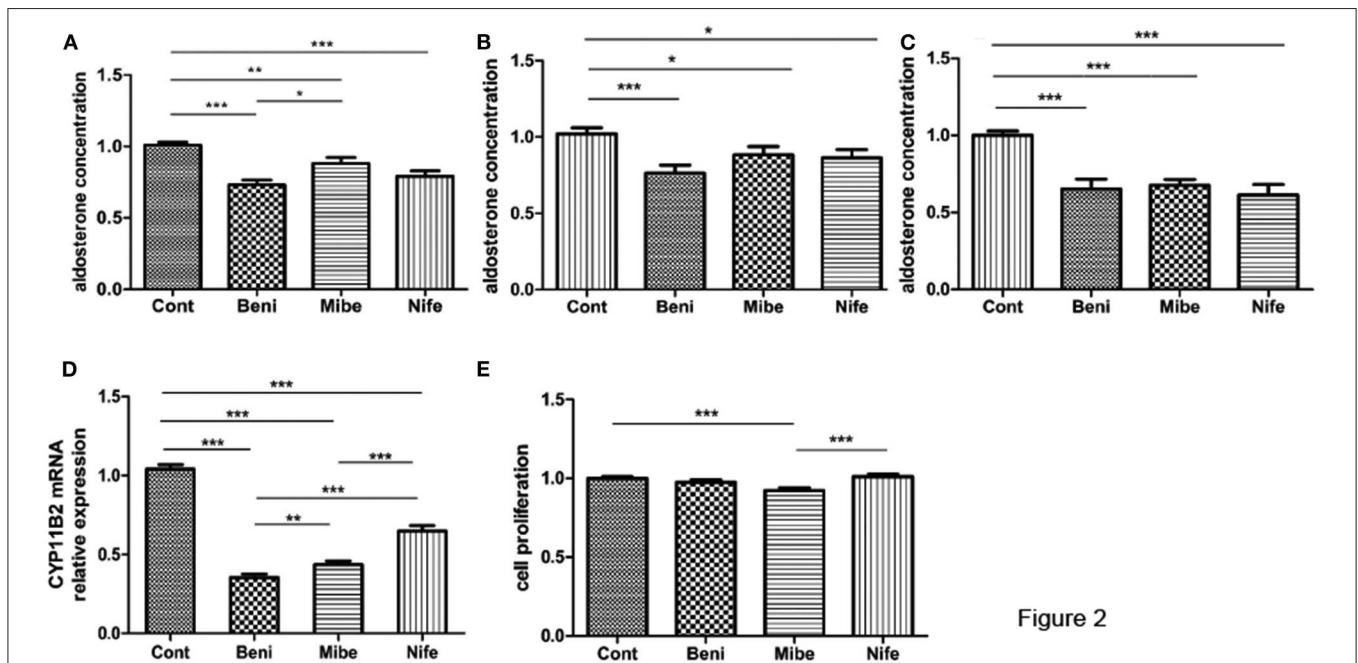 A
aldosterone concentration
***
**
***
*
1.5
1.0
0.5
0.0
Cont Beni Mibe Nife
B
aldosterone concentration
*
*
***
1.5
1.0
0.5
0.0
Cont Beni Mibe Nife
C
aldosterone concentration
***
***
***
1.5
1.0
0.5
0.0
Cont Beni Mibe Nife
D
CYP11B2 mRNA
relative expression
***
***
***
***
***
**
1.5
1.0
0.5
0.0
Cont Beni Mibe Nife
E
cell proliferation
***
***
1.5
1.0
0.5
0.0
Cont Beni Mibe Nife
Figure 2